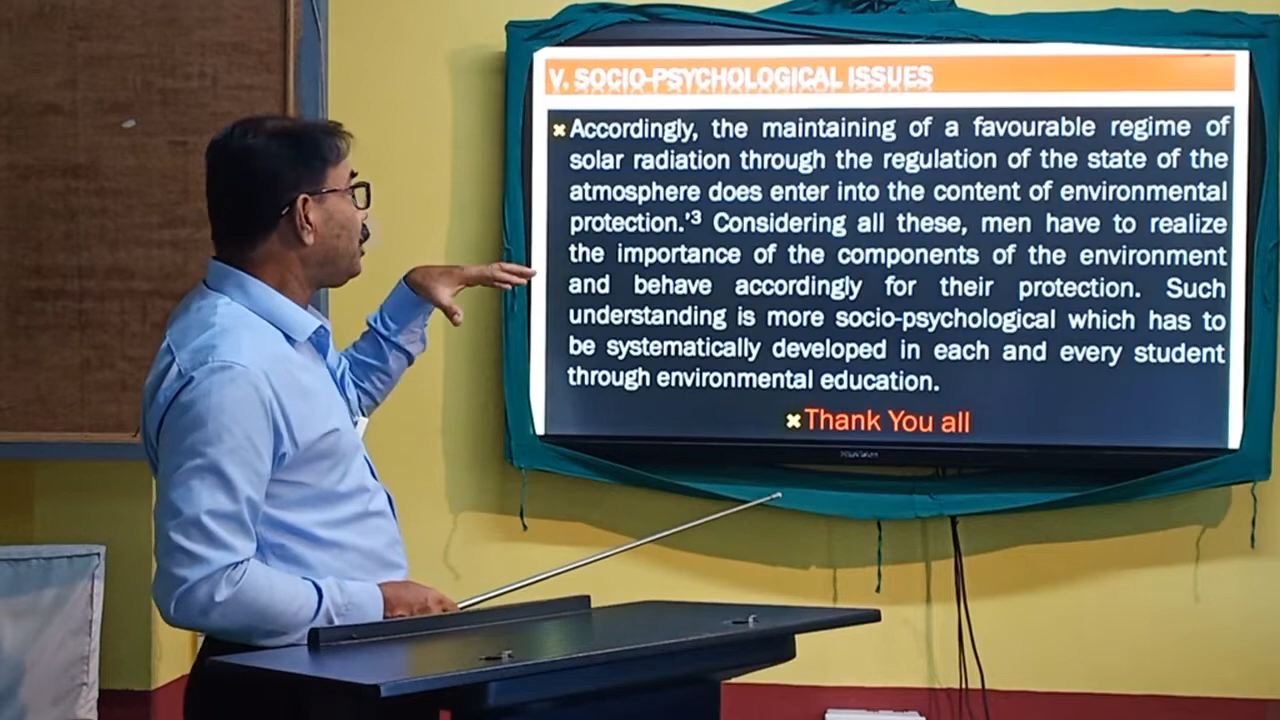 V. SOCIO-PSYCHOLOGICAL ISSUES
Accordingly, the maintaining of a favourable regime of
solar radiation through the regulation of the state of the
atmosphere does enter into the content of environmental
protection.'³ Considering all these, men have to realize
the importance of the components of the environment
and behave accordingly for their protection. Such
understanding is more socio-psychological which has to
be systematically developed in each and every student
through environmental education.
Thank You all